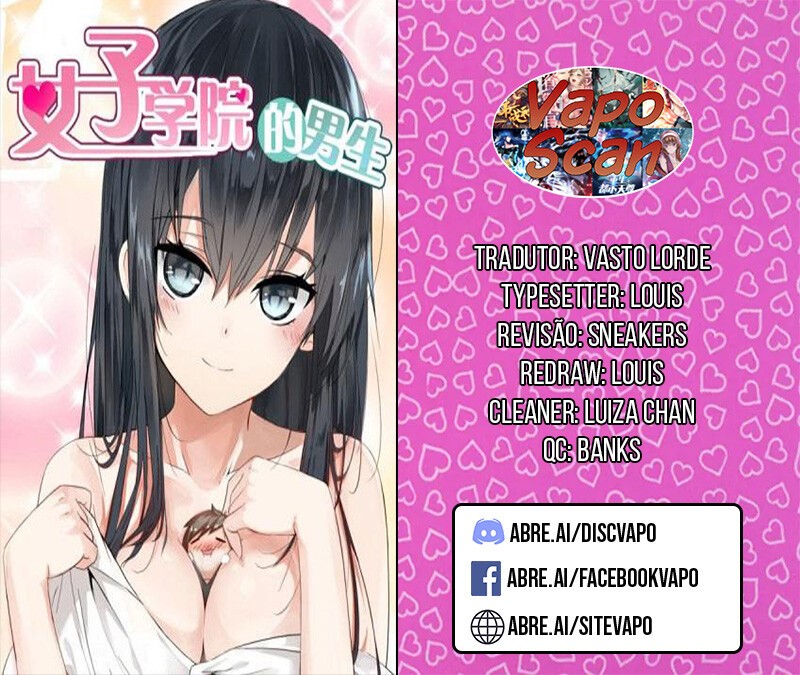 女子学院的男生
Vapo
Scan
TRADUTOR: VASTO LORDE
TYPESETTER: LOUIS
REVISÃO: SNEAKERS
REDRAW: LOUIS
CLEANER: LUIZA CHAN
QC: BANKS
ABRE.AI/DISCVAPO
ABRE.AI/FACEBOOKVAPO
ABRE.AI/SITEVAPO